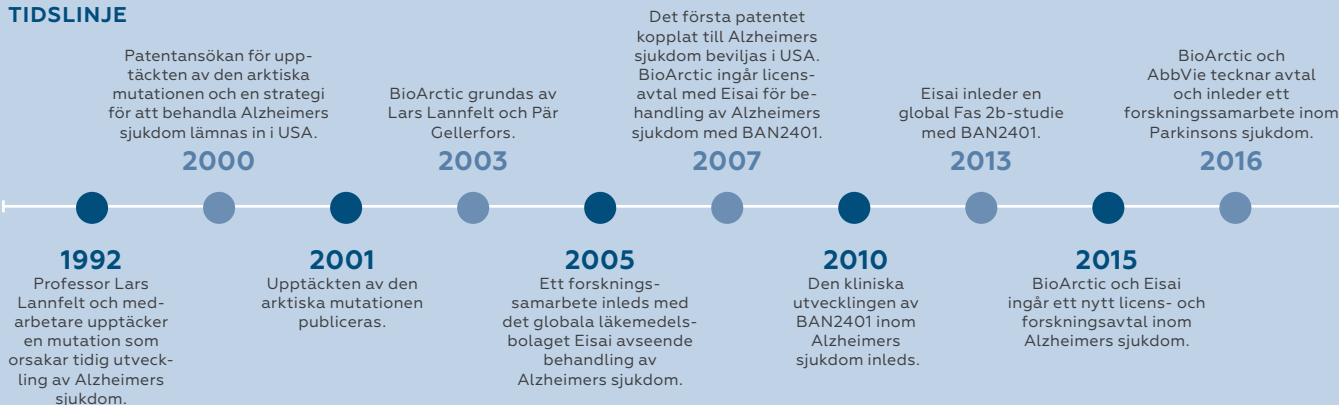 TIDSLINJE
Patentansökan för upp-
täckten av den arktiska
mutationen och en strategi
för att behandla Alzheimers
sjukdom lämnas in i USA.
2000
BioArctic grundas av
Lars Lannfelt och Pär
Gellerfors.
2003
Det första patentet
kopplat till Alzheimers
sjukdom beviljas i USA.
BioArctic ingår licens-
avtal med Eisai för be-
handling av Alzheimers
sjukdom med BAN2401.
2007
Eisai inleder en
global Fas 2b-studie
med BAN2401.
2013
BioArctic och
AbbVie tecknar avtal
och inleder ett
forskningssamarbete inom
Parkinsons sjukdom.
2016
1992
Professor Lars
Lannfelt och med-
arbetare upptäcker
en mutation som
orsakar tidig utveck-
ling av Alzheimers
sjukdom.
2001
Upptäckten av den
arktiska mutationen
publiceras.
2005
Ett forsknings-
samarbete inleds med
det globala läkemedels-
bolaget Eisai avseende
behandling av
Alzheimers sjukdom.
2010
Den kliniska
utvecklingen av
BAN2401 inom
Alzheimers
sjukdom inleds.
2015
BioArctic och Eisai
ingår ett nytt licens- och
forskningsavtal inom
Alzheimers sjukdom.